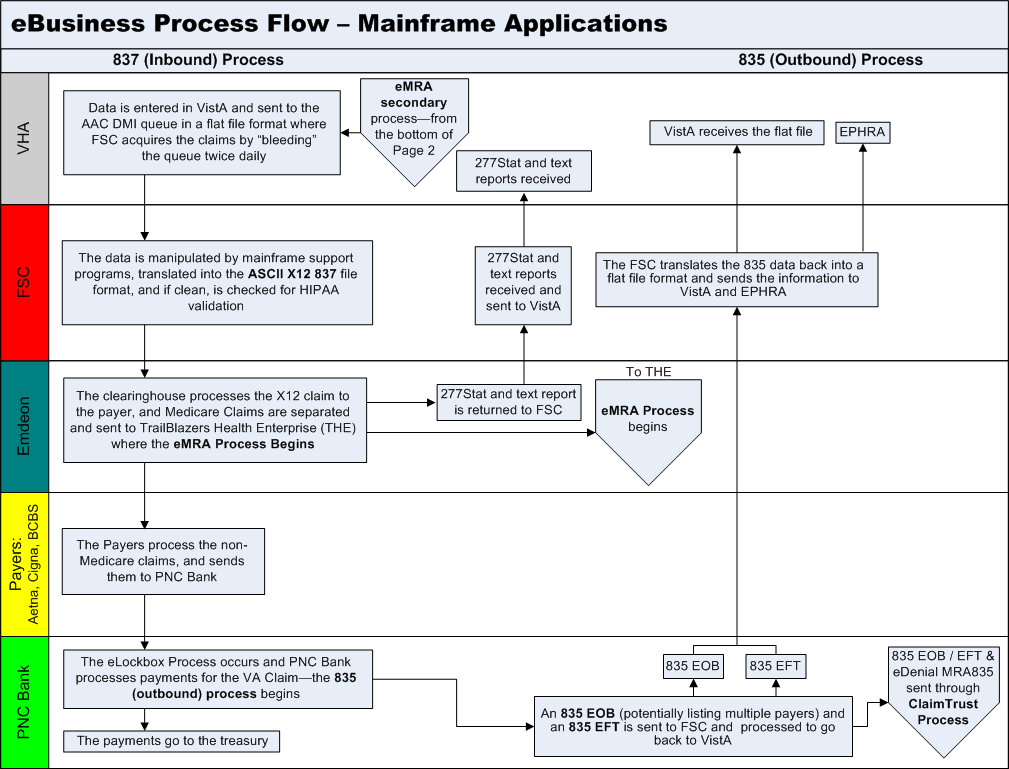 eBusiness Process Flow – Mainframe Applications
837 (Inbound) Process
835 (Outbound) Process
VHA
Data is entered in VistA and sent to the
AAC DMI queue in a flat file format where
FSC acquires the claims by “bleeding”
the queue twice daily
eMRA
secondary
process—from
the bottom of
Page 2
277Stat and text
reports received
VistA receives the flat file
EPHRA
FSC
The data is manipulated by mainframe support
programs, translated into the ASCII X12 837 file
format, and if clean, is checked for HIPAA
validation
277Stat and
text reports
received and
sent to VistA
The FSC translates the 835 data back into a
flat file format and sends the information to
VistA and EPHRA
Emdeon
The clearinghouse processes the X12 claim to
the payer, and Medicare Claims are separated
and sent to TrailBlazers Health Enterprise (THE)
where the eMRA Process Begins
277Stat and text report
is returned to FSC
To THE
eMRA Process
begins
Payers:
Aetna, Cigna, BCBS
The Payers process the non-
Medicare claims, and sends
them to PNC Bank
PNC Bank
The eLockbox Process occurs and PNC Bank
processes payments for the VA Claim—the 835
(outbound) process begins
The payments go to the treasury
835 EOB
835 EFT
An 835 EOB (potentially listing multiple payers) and
an 835 EFT is sent to FSC and processed to go
back to VistA
835 EOB / EFT &
eDenial MRA835
sent through
ClaimTrust
Process